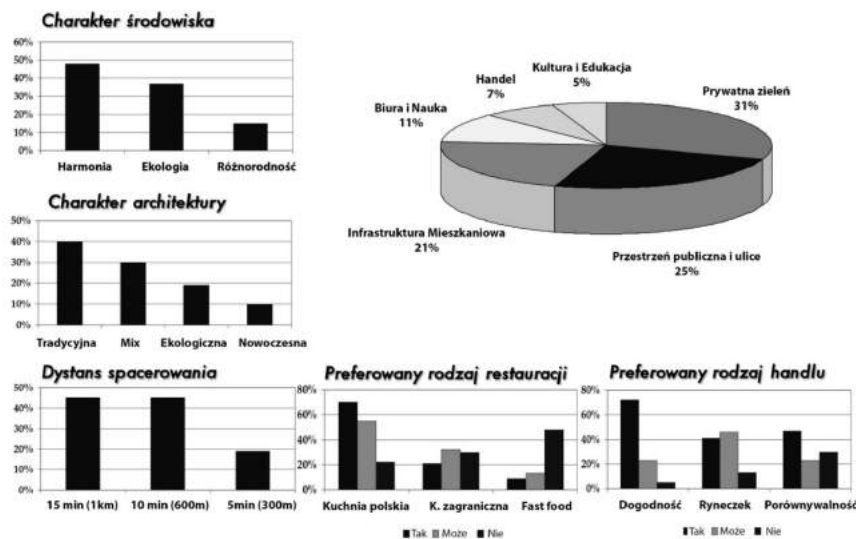 Charakter środowiska
60%
50%
40%
30%
20%
10%
0%
Harmonia Ekologia Różnorodność
Kultura i Edukacja
5%
Handel
7%
Biura i Nauka
11%
Prywatna zieleń
31%
Infrastruktura Mieszkaniowa
21%
Przestrzeń publiczna i ulice
25%
Charakter architektury
50%
40%
30%
20%
10%
0%
Tradycyjna Mix Ekologiczna Nowoczesna
Dystans spacerowania
50%
40%
30%
20%
10%
0%
15 min (1km) 10 min (600m) 5min (300m)
Preferowany rodzaj restauracji
80%
60%
40%
20%
0%
Kuchnia polska K. zagraniczna Fast food
Tak Może Nie
Preferowany rodzaj handlu
80%
60%
40%
20%
0%
Dogodność Ryneczek Porównywalność
Tak Może Nie